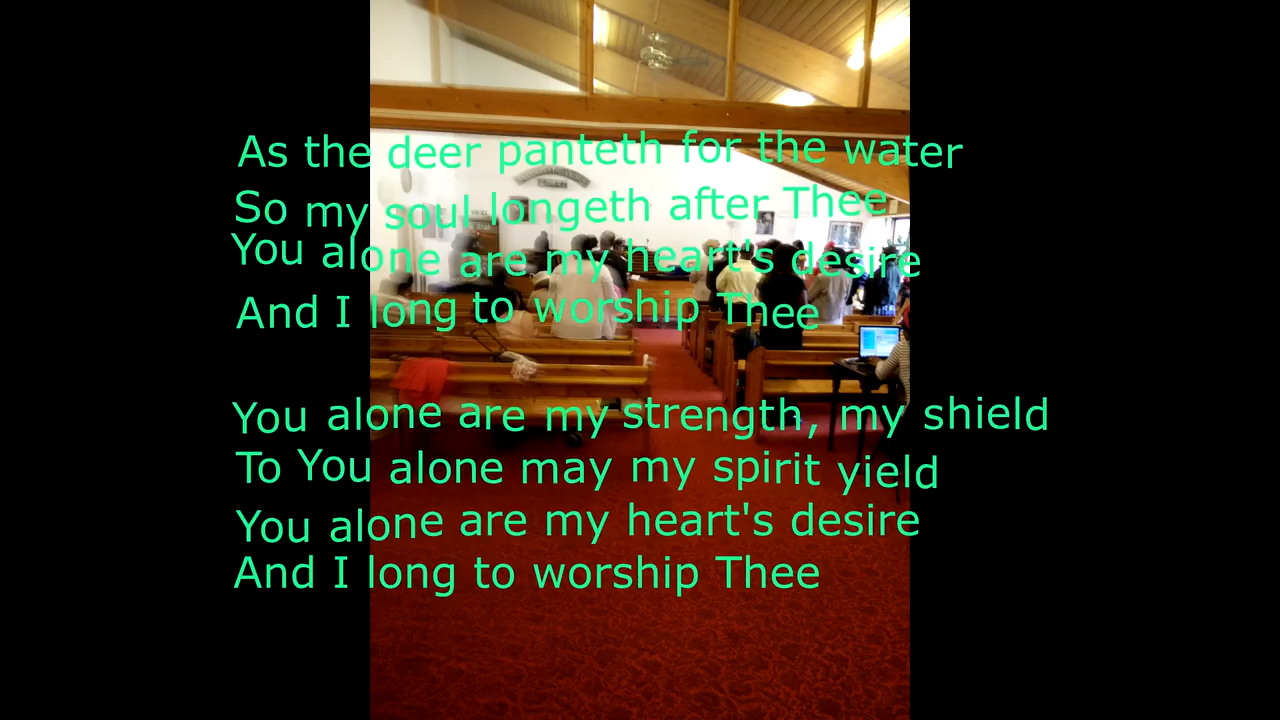 As the deer panteth for the water
So my soul longeth after Thee
You alone are my heart's desire
And I long to worship Thee
You alone are my strength, my shield
To You alone may my spirit yield
You alone are my heart's desire
And I long to worship Thee